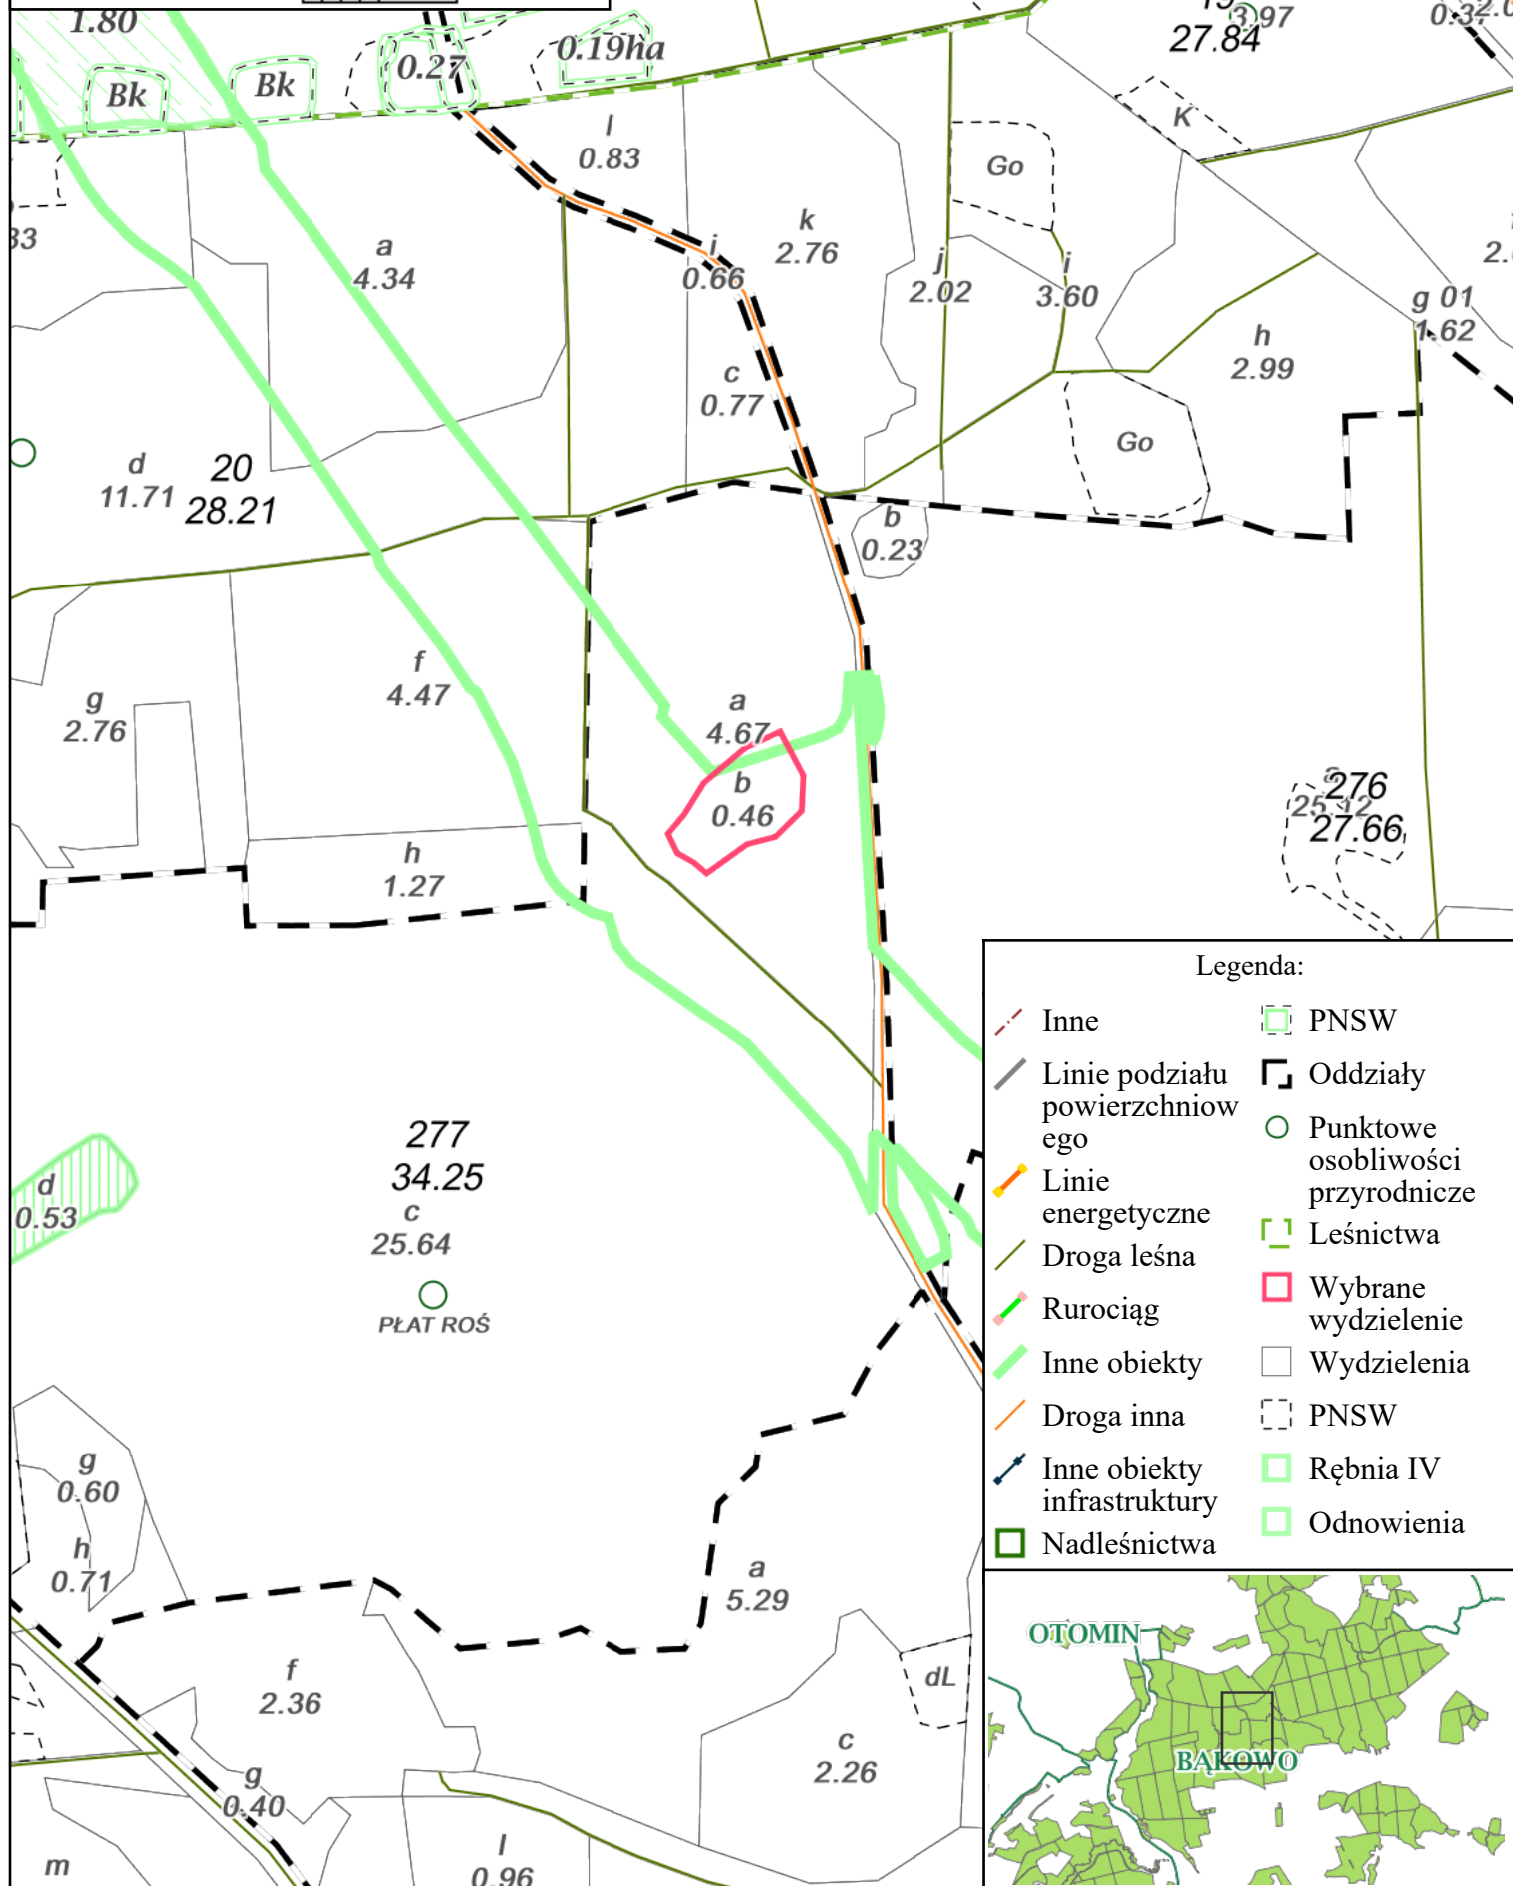 1.80
Bk
Bk
0.27
0.19ha
3.97
27.84
l
0.83
Go
K
33
a
4.34
i
0.66
k
2.76
j
2.02
i
3.60
g 01
1.62
h
2.99
c
0.77
d
11.71
20
28.21
Go
b
0.23
f
4.47
g
2.76
a
4.67
b
0.46
276
27.66
h
1.27
277
34.25
c
25.64
PŁAT ROŚ
d
0.53
g
0.60
h
0.71
a
5.29
f
2.36
dL
c
2.26
g
0.40
l
0.96
m
Legenda:
Inne
Linie podziału
powierzchniow
ego
Linie
energetyczne
Droga leśna
Rurociąg
Inne obiekty
Droga inna
Inne obiekty
infrastruktury
Nadleśnictwa
PNSW
Oddziały
Punktowe
osobliwości
przyrodnicze
Leśnictwa
Wybrane
wydzielenie
Wydzielenia
PNSW
Rębnia IV
Odnowienia
OTOMIN
BĄKOWO